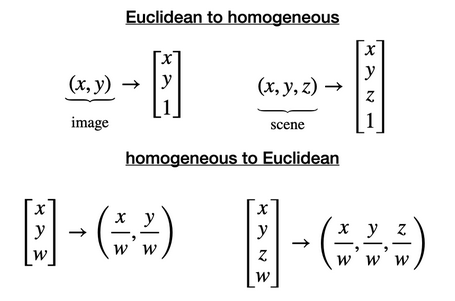 Euclidean to homogeneous
(x, y) → [x y 1]
image
(x, y, z) → [x y z 1]
scene
homogeneous to Euclidean
[x y w] → (x/w, y/w)
[x y z w] → (x/w, y/w, z/w)